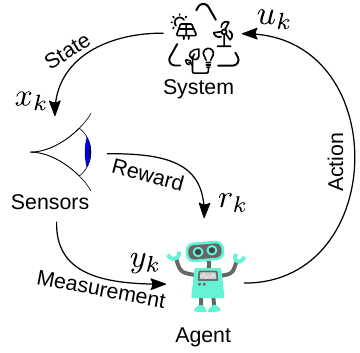 u_k
State
System
x_k
Action
Reward
Sensors
r_k
y_k
Measurement
Agent